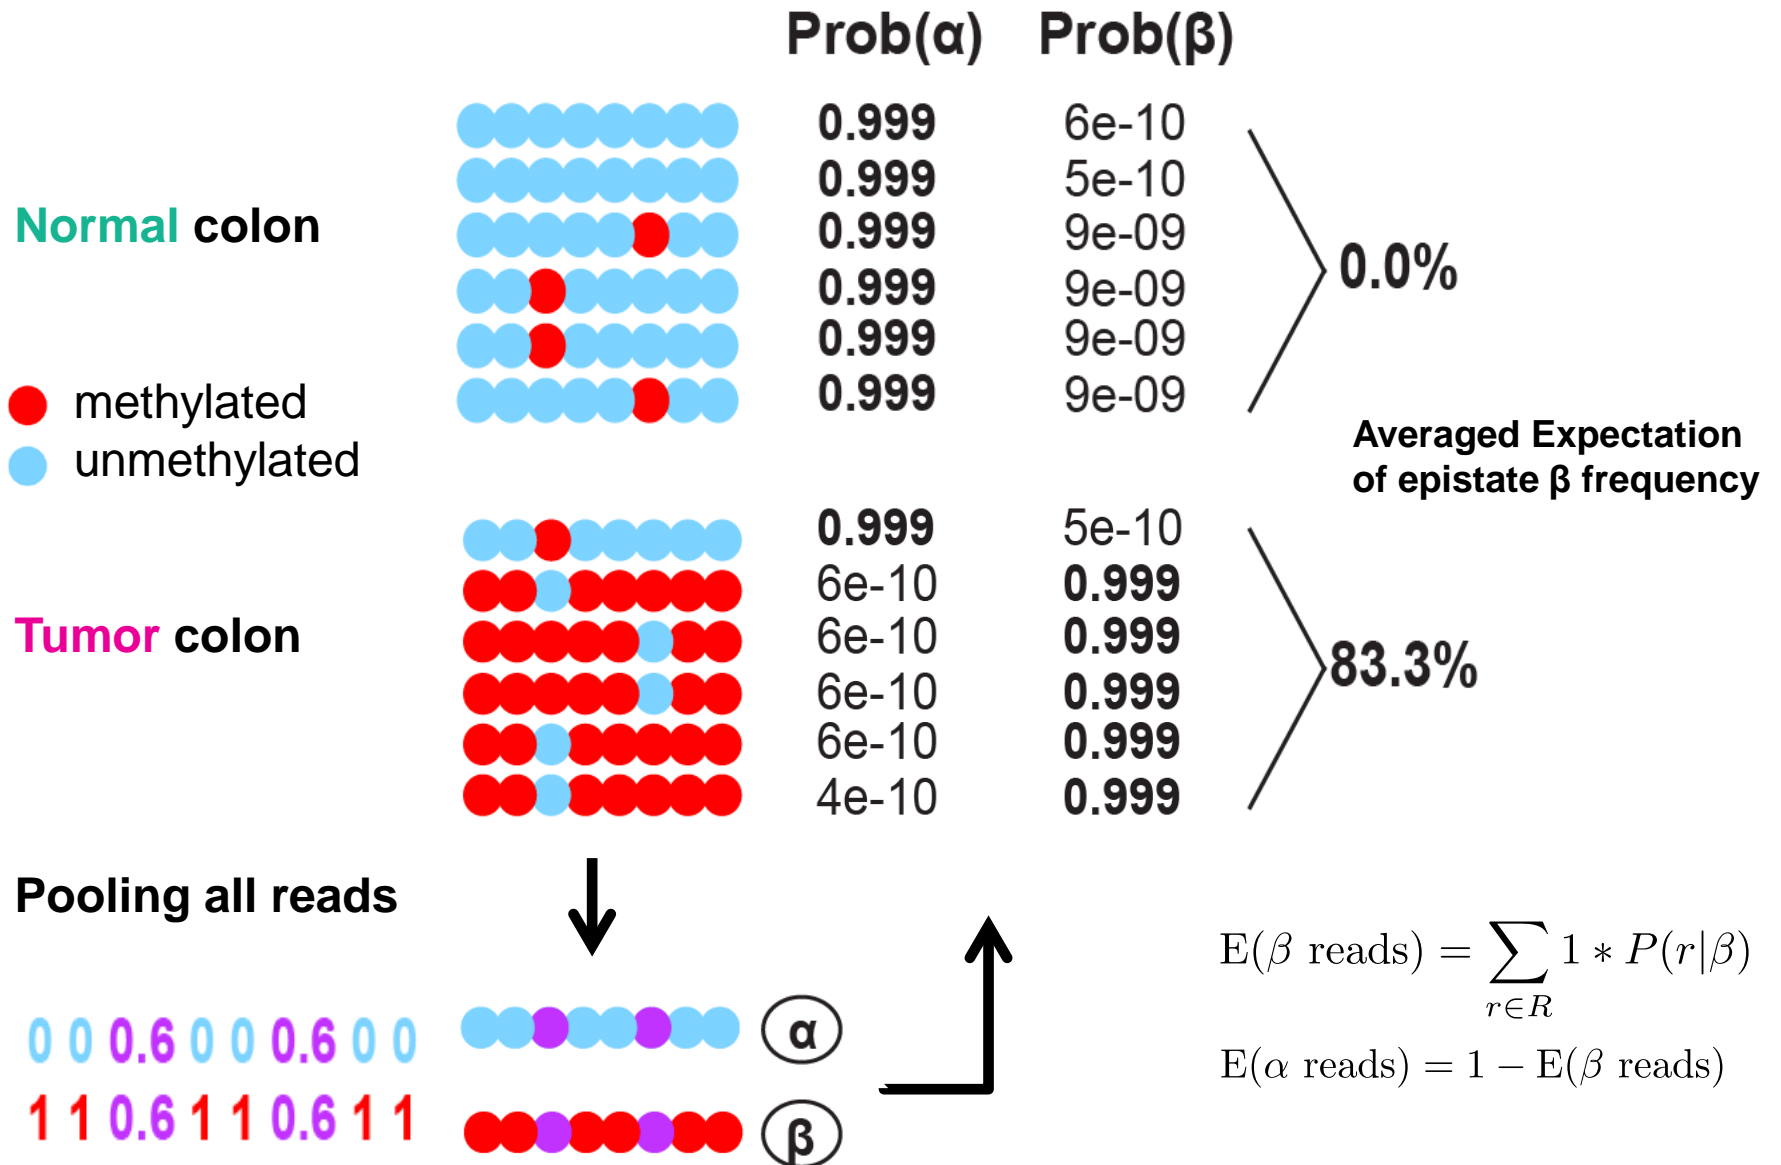 Prob(α) Prob(β)
0.999 6e-10
0.999 5e-10
Normal colon
0.999 9e-09
0.999 9e-09
0.0%
0.999 9e-09
0.999 9e-09
methylated
unmethylated
Averaged Expectation
of epistate β frequency
0.999 5e-10
6e-10 0.999
Tumor colon
6e-10 0.999
6e-10 0.999
83.3%
6e-10 0.999
4e-10 0.999
Pooling all reads
E(β reads) = ∑ r∈R 1 * P(r|β)
0 0 0.6 0 0 0.6 0 0
α
E(α reads) = 1 − E(β reads)
1 1 0.6 1 1 0.6 1 1
β